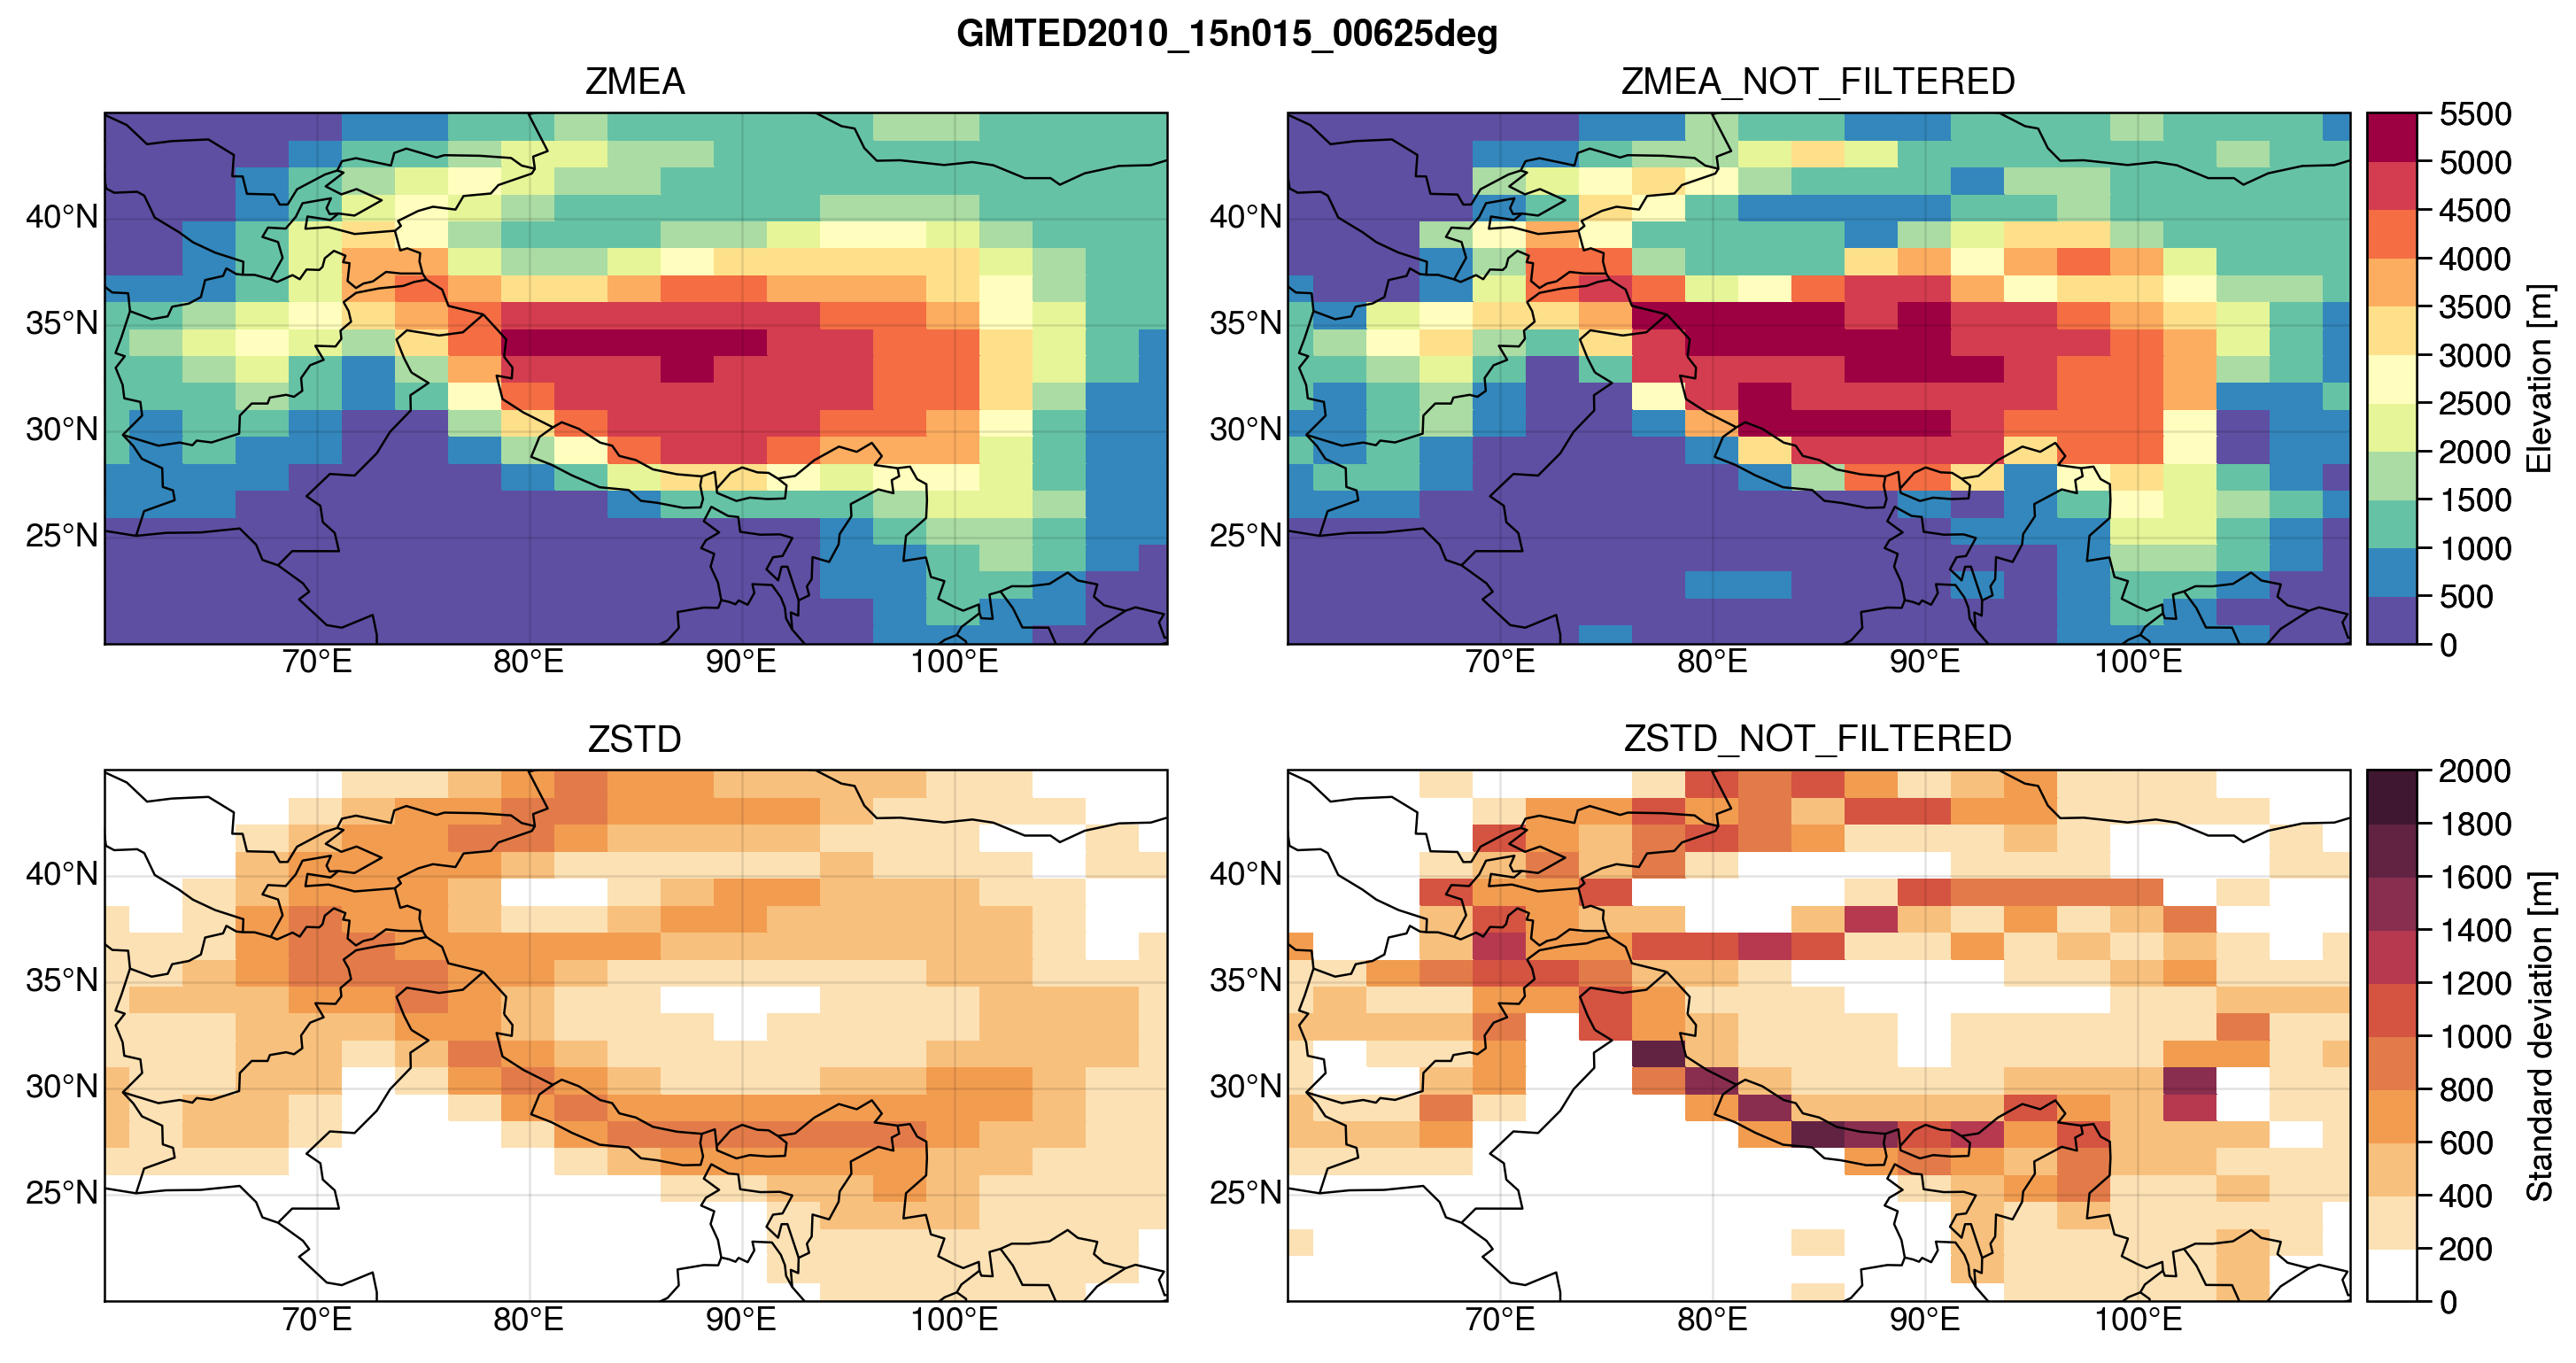 GMTED2010_15n015_00625deg
ZMEA
ZMEA_NOT_FILTERED
40°N
35°N
30°N
25°N
70°E
80°E
90°E
100°E
40°N
35°N
30°N
25°N
70°E
80°E
90°E
100°E
5500
5000
4500
4000
3500
3000
2500
2000
1500
1000
500
0
Elevation [m]
ZSTD
ZSTD_NOT_FILTERED
40°N
35°N
30°N
25°N
70°E
80°E
90°E
100°E
40°N
35°N
30°N
25°N
70°E
80°E
90°E
100°E
2000
1800
1600
1400
1200
1000
800
600
400
200
0
Standard deviation [m]